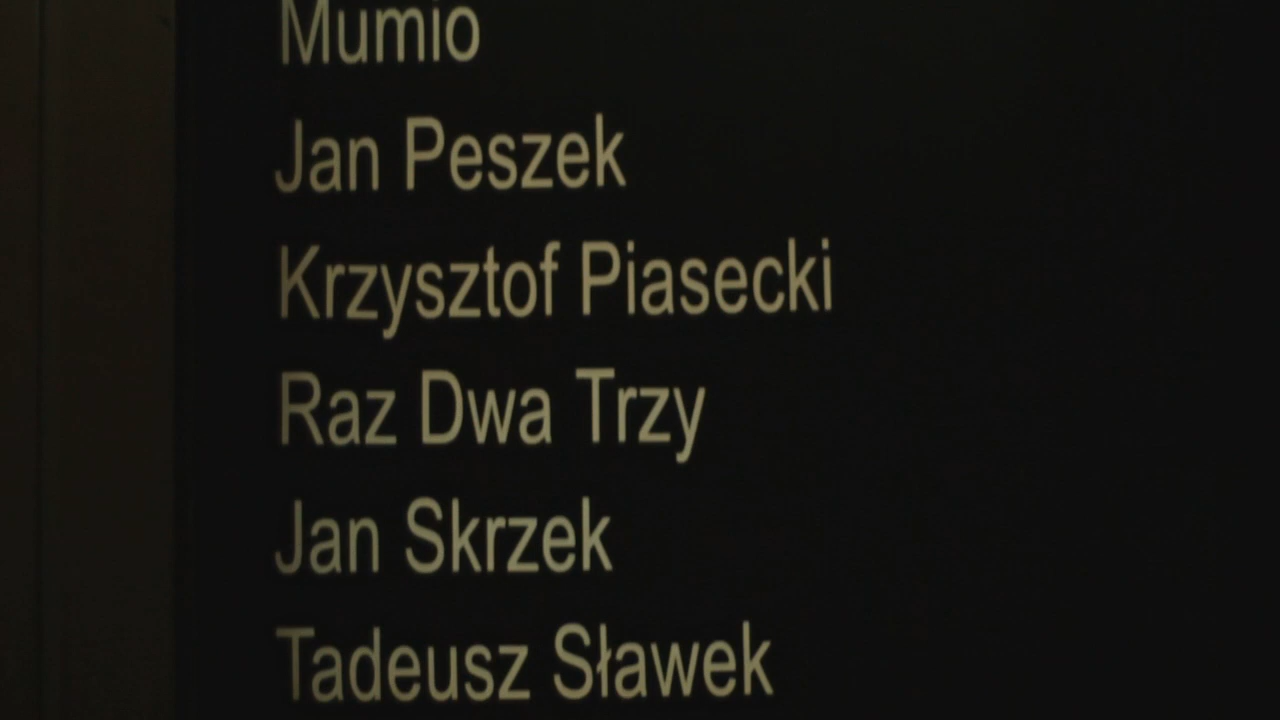 Mumio
Jan Peszek
Krzysztof Piasecki
Raz Dwa Trzy
Jan Skrzek
Tadeusz Sławek